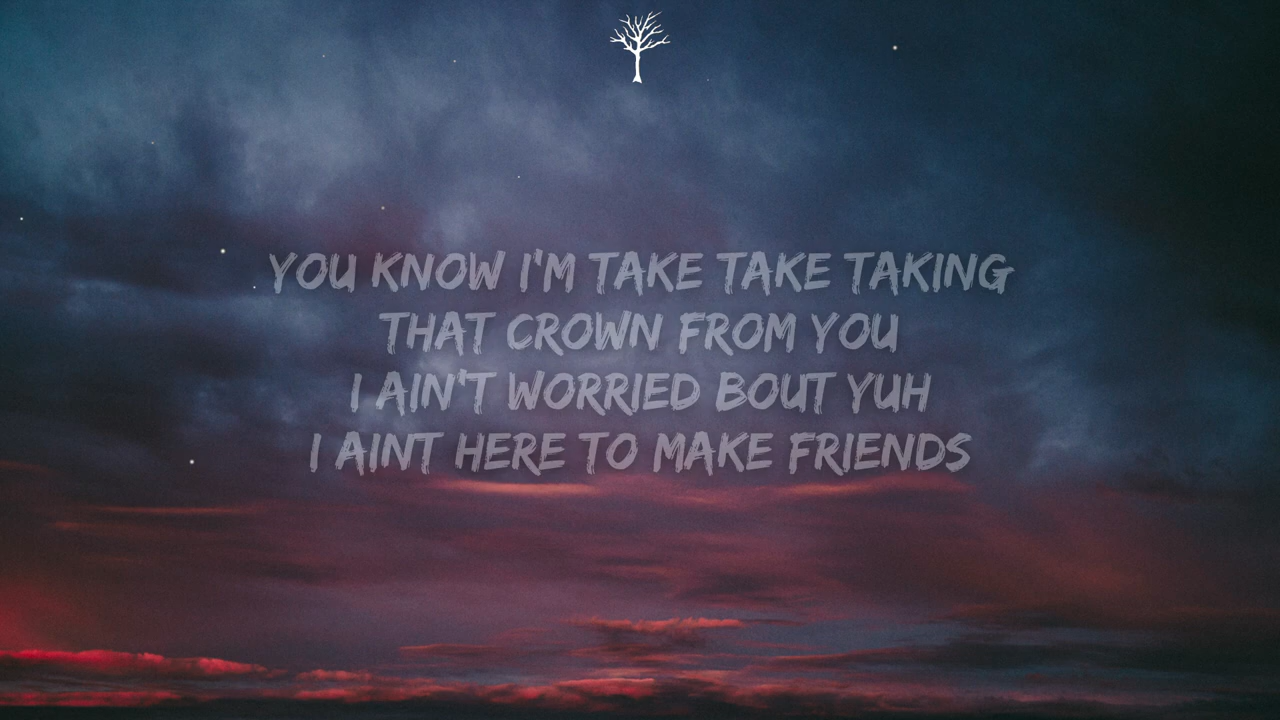 YOU KNOW I'M TAKE TAKE TAKING
THAT CROWN FROM YOU
I AIN'T WORRIED BOUT YUH
I AINT HERE TO MAKE FRIENDS